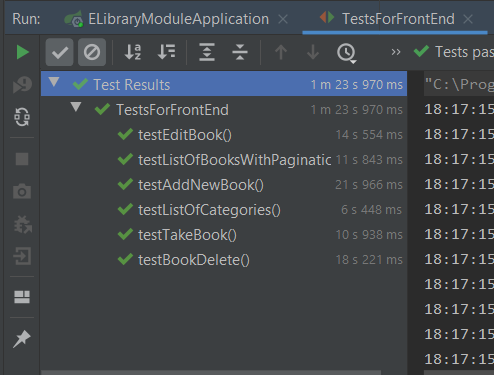 Run: ELibraryModuleApplication × TestsForFrontEnd ×
» Tests pas
Test Results 1 m 23 s 970 ms
TestsForFrontEnd 1 m 23 s 970 ms
testEditBook() 14 s 554 ms
testListOfBooksWithPaginatic 11 s 843 ms
testAddNewBook() 21 s 966 ms
testListOfCategories() 6 s 448 ms
testTakeBook() 10 s 938 ms
testBookDelete() 18 s 221 ms
"C:\Prog
18:17:15
18:17:15
18:17:15
18:17:15
18:17:15
18:17:15
18:17:15
18:17:15
18:17:15
18:17:15
18:17:15